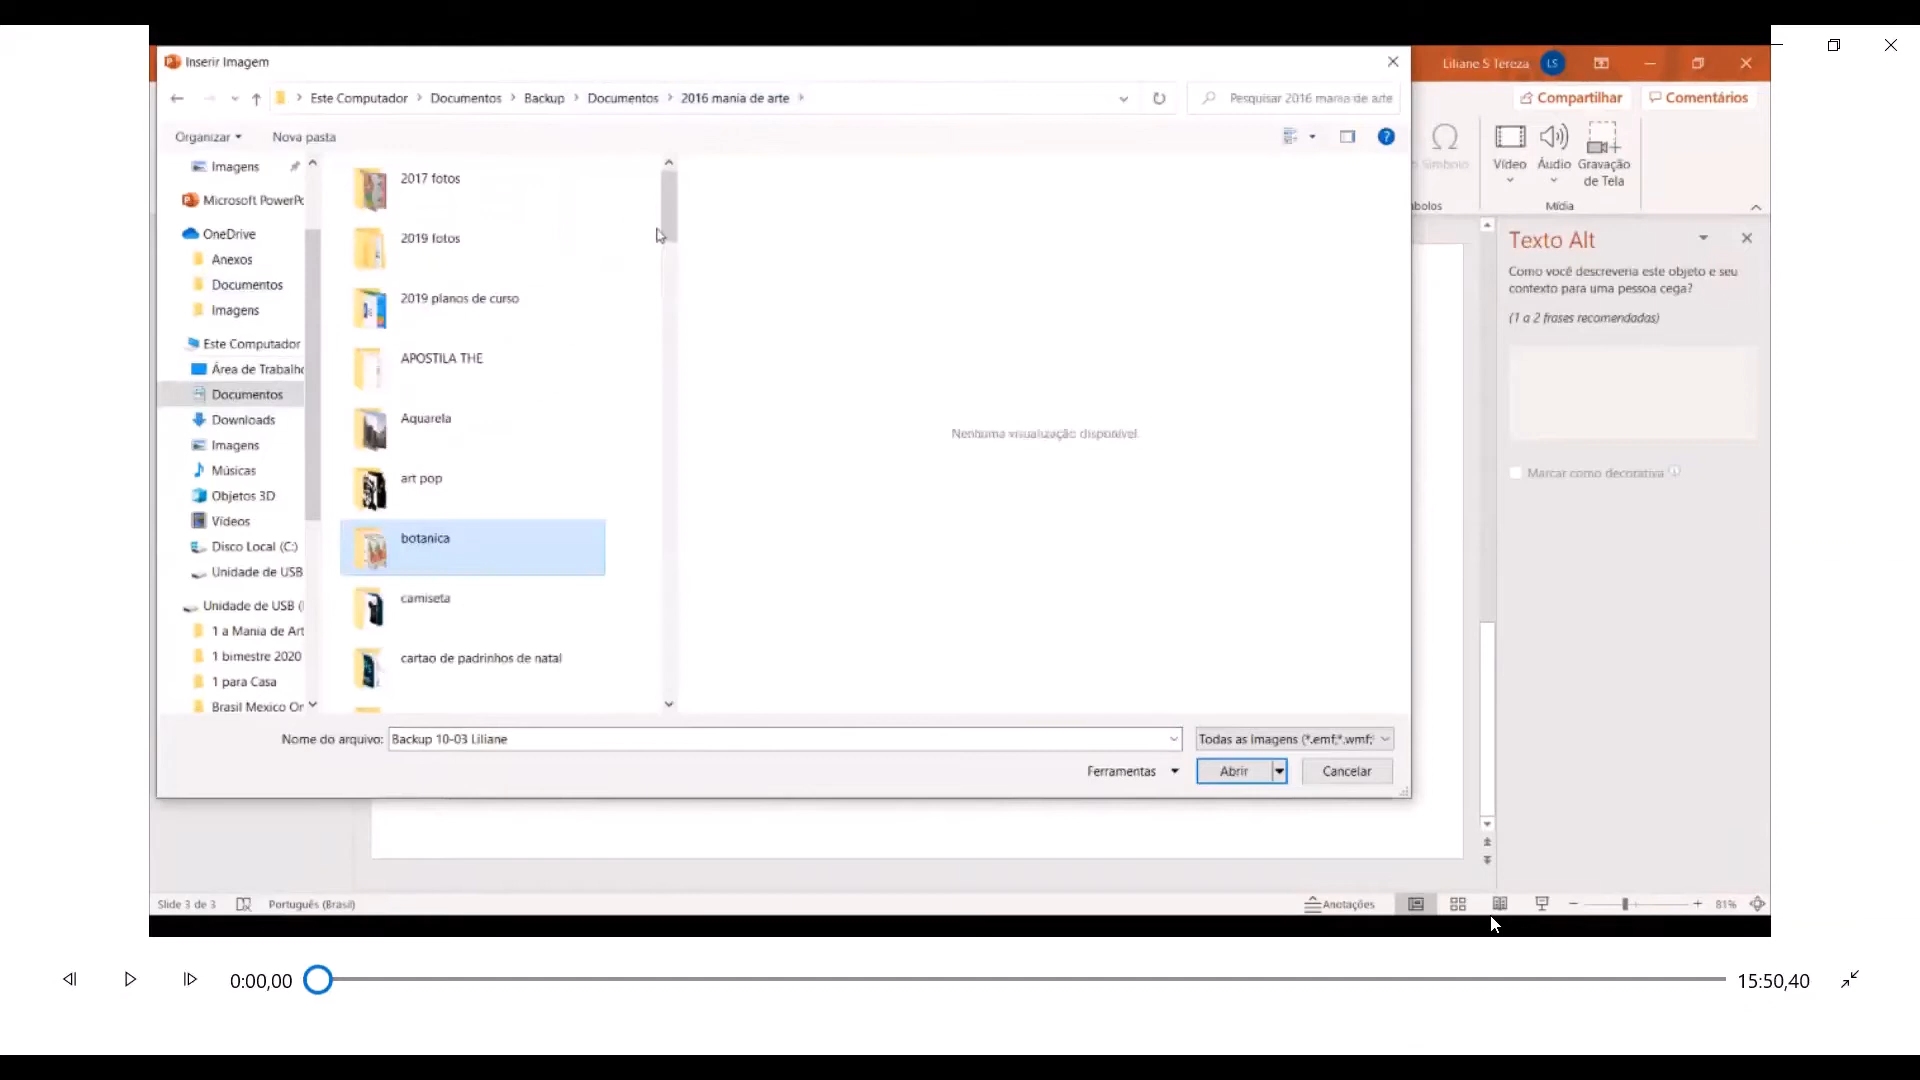 Inserir Imagem
Liliane S Tereza LS
Este Computador > Documentos > Backup > Documentos > 2016 mania de arte >
Pesquisar 2016 mania de arte
Compartilhar
Comentários
Organizar
Nova pasta
Vídeo
Áudio
Gravação de Tela
Mídia
Imagens
Microsoft PowerPo
OneDrive
Anexos
Documentos
Imagens
Este Computador
Área de Trabalho
Documentos
Downloads
Imagens
Músicas
Objetos 3D
Vídeos
Disco Local (C:)
Unidade de USB
Unidade de USB (
1 a Mania de Art
1 bimestre 2020
1 para Casa
Brasil Mexico On
2017 fotos
2019 fotos
2019 planos de curso
APOSTILA THE
Aquarela
art pop
botanica
camiseta
cartao de padrinhos de natal
Nenhuma visualização disponível.
Texto Alt
Como você descreveria este objeto e seu
contexto para uma pessoa cega?
(1 a 2 frases recomendadas)
Marcar como decorativa
Nome do arquivo: Backup 10-03 Liliane
Todas as Imagens (*.emf;*.wmf;
Ferramentas
Abrir
Cancelar
Slide 3 de 3
Português (Brasil)
Anotações
81%
0:00,00
15:50,40